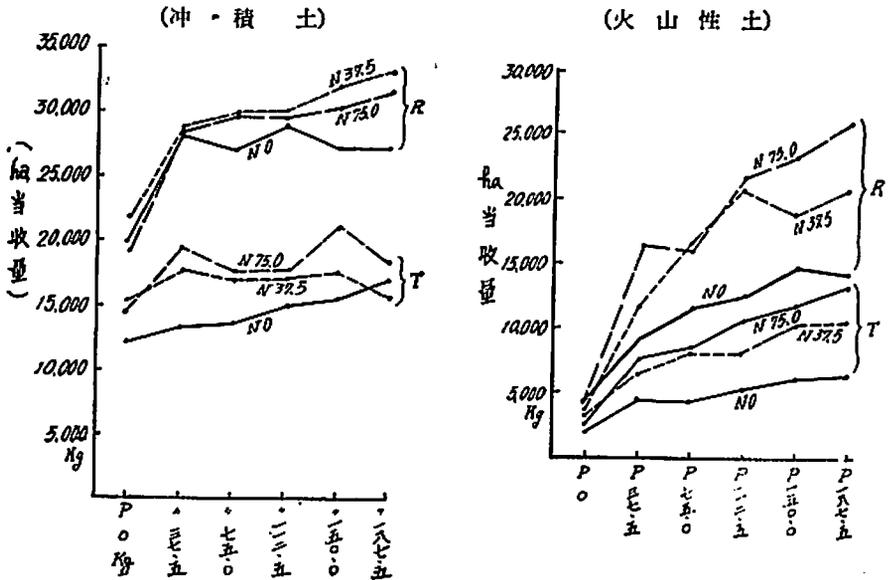 (冲・積 土)
35,000
30,000
25,000
20,000
15,000
10,000
5,000
Kg
(ha当收量)
N 37.5
N 75.0
N 0
R
N 75.0
N 37.5
N 0
T
P 0 Kg
〃 三七・五
〃 七五・〇
〃 一一二・五
〃 一五〇・〇
〃 一八七・五
(火山性土)
30,000
25,000
20,000
15,000
10,000
5,000
Kg
ha当收量
N 75.0
N 37.5
R
N 0
N 75.0
N 37.5
N 0
T
P 0
P 三七・五
P 七五・〇
P 一一二・五
P 一五〇・〇
P 一八七・五